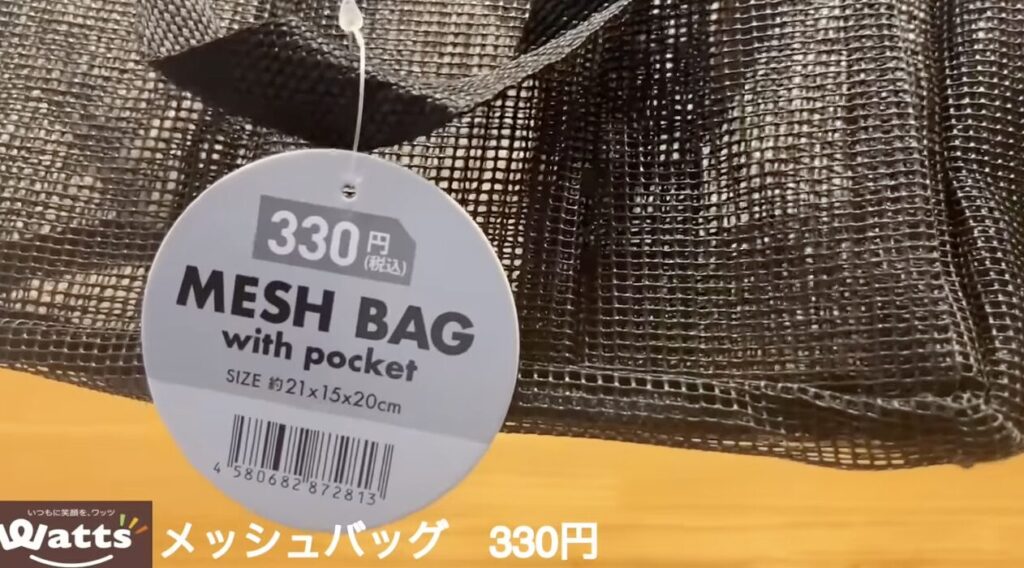 330円
(税込)
MESH BAG
with pocket
SIZE 約21x15x20cm
4 580682 872813
いつもに笑顔を、ワッツ
Watts
メッシュバッグ 330円